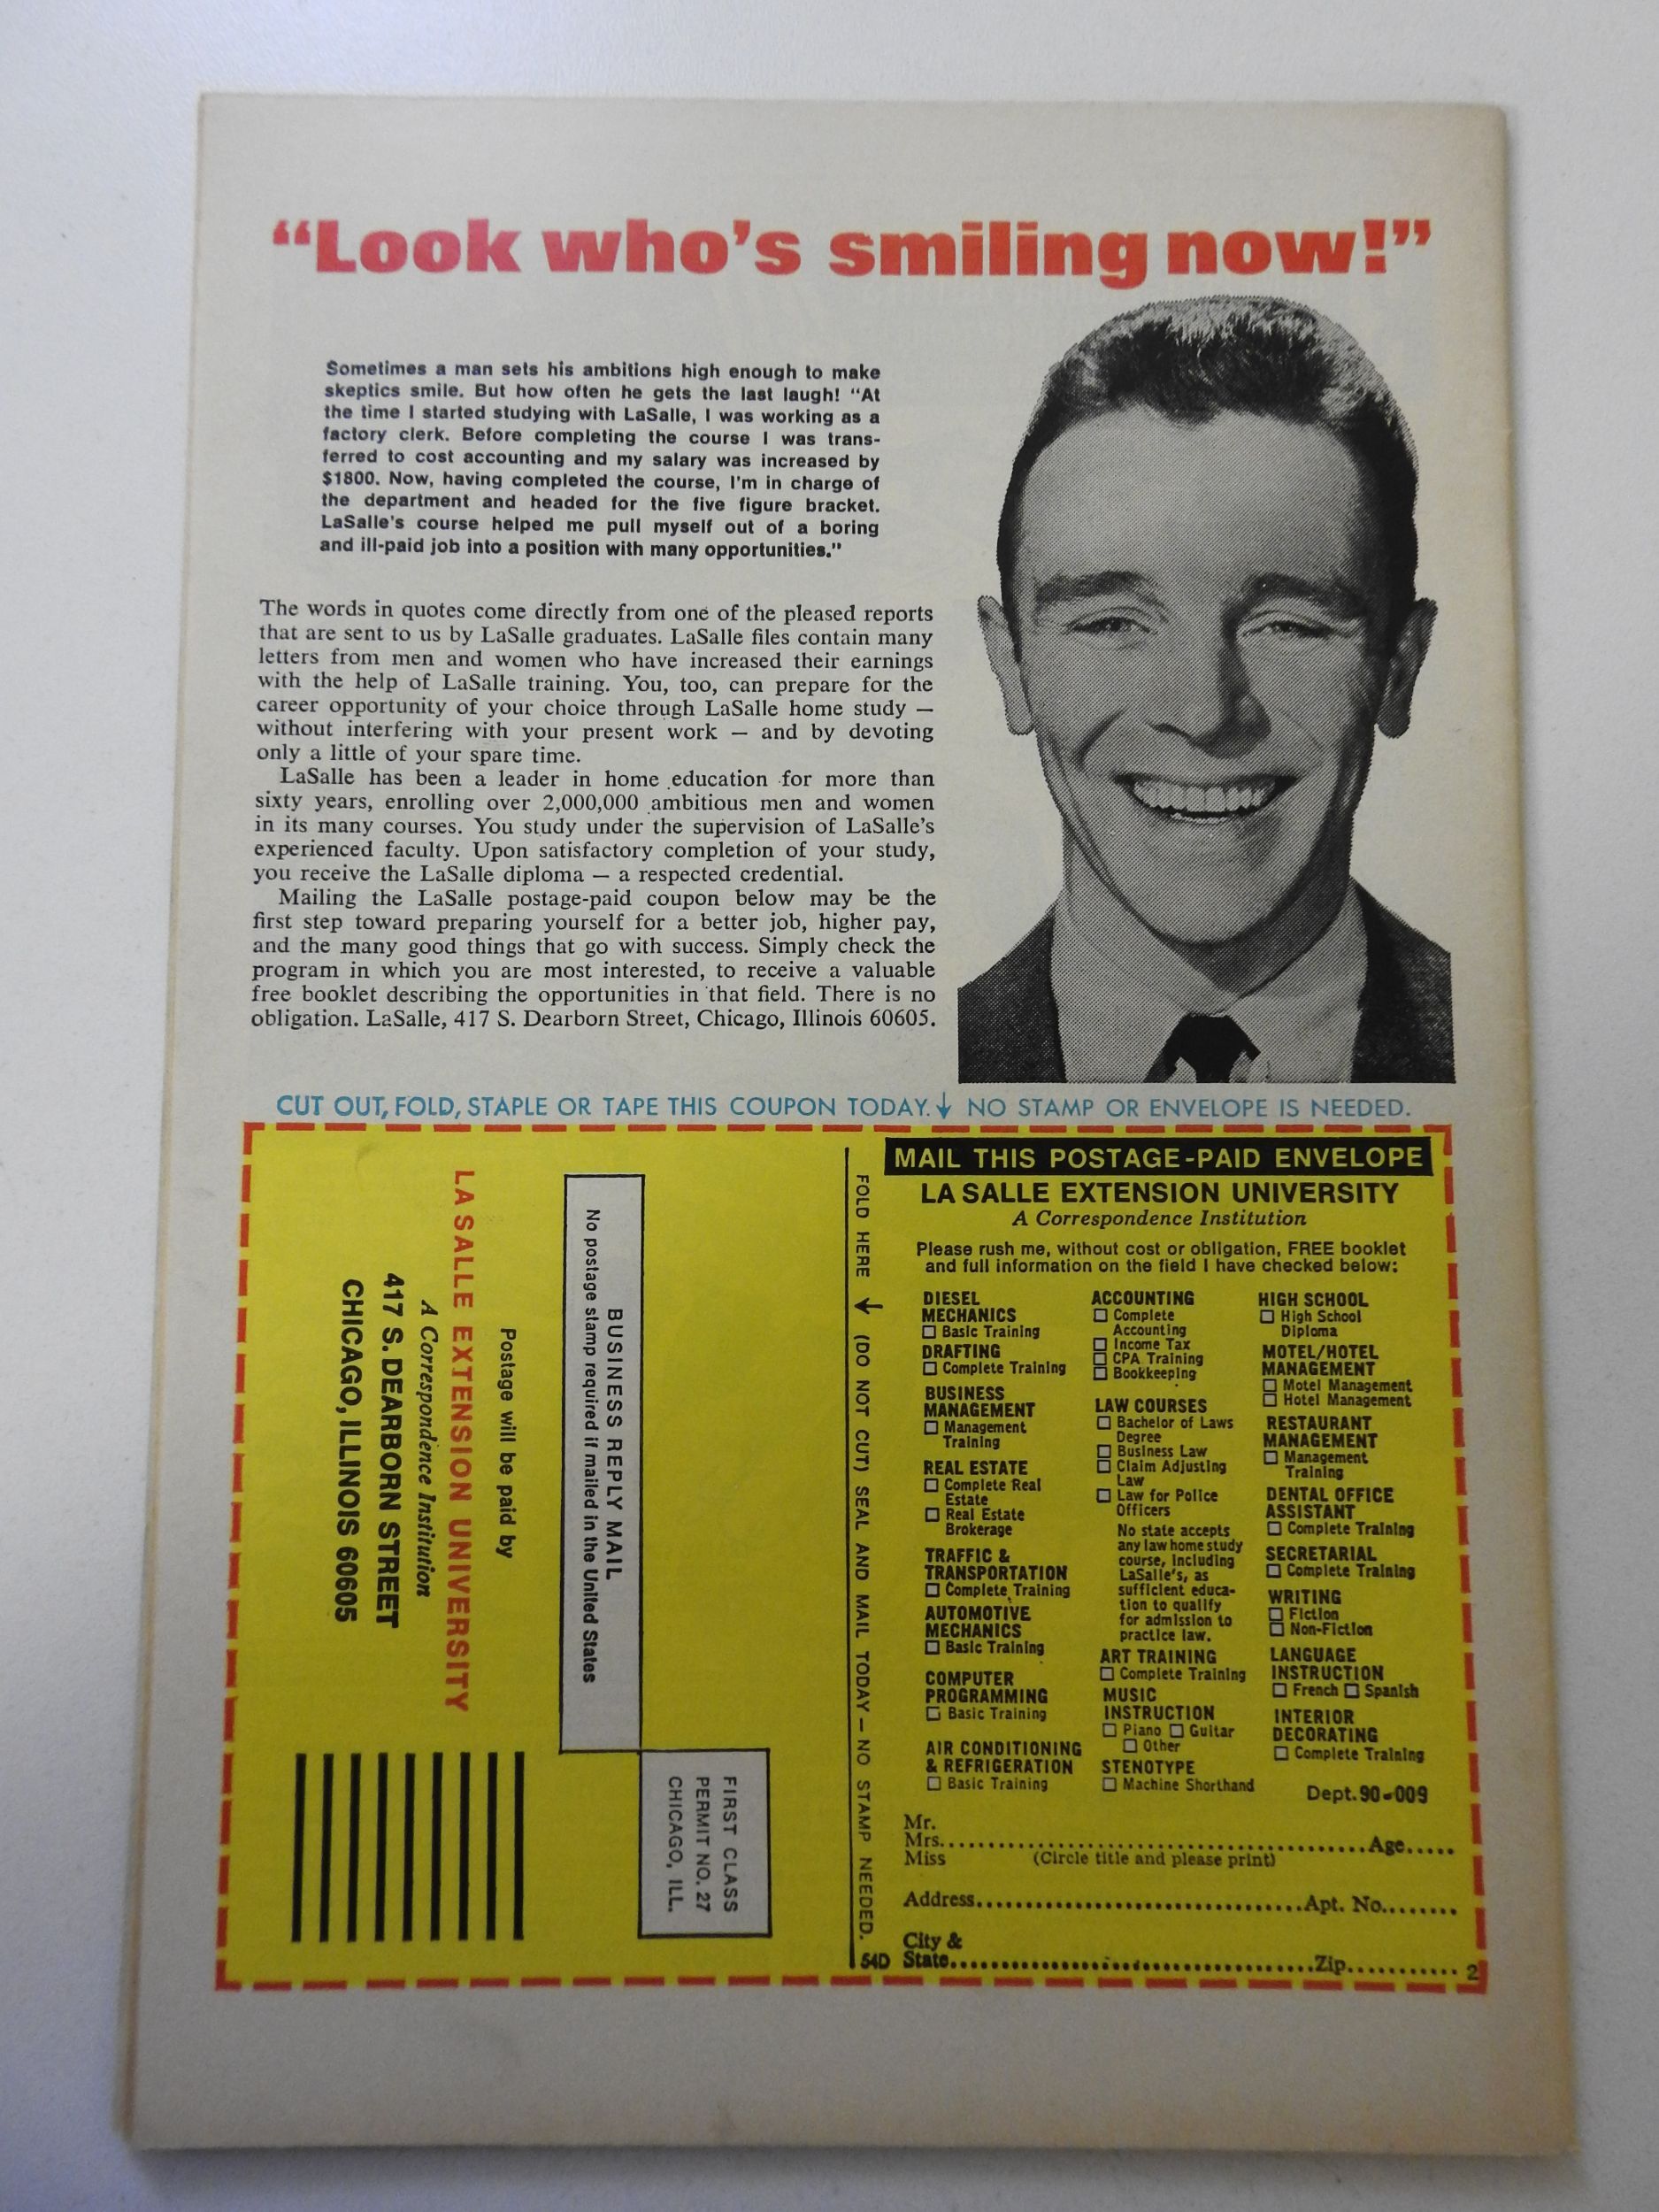 “Look who’s smiling now!”
Sometimes a man sets his ambitions high enough to make
skeptics smile. But how often he gets the last laugh! “At
the time I started studying with LaSalle, I was working as a
factory clerk. Before completing the course I was trans-
ferred to cost accounting and my salary was increased by
$1800. Now, having completed the course, I'm in charge of
the department and headed for the five figure bracket.
LaSalle's course helped me pull myself out of a boring
and ill-paid job into a position with many opportunities."
The words in quotes come directly from one of the pleased reports
that are sent to us by LaSalle graduates. LaSalle files contain many
letters from men and women who have increased their earnings
with the help of LaSalle training. You, too, can prepare for the
career opportunity of your choice through LaSalle home study —
without interfering with your present work — and by devoting
only a little of your spare time.
LaSalle has been a leader in home education for more than
sixty years, enrolling over 2,000,000 ambitious men and women
in its many courses. You study under the supervision of LaSalle's
experienced faculty. Upon satisfactory completion of your study,
you receive the LaSalle diploma — a respected credential.
Mailing the LaSalle postage-paid coupon below may be the
first step toward preparing yourself for a better job, higher pay,
and the many good things that go with success. Simply check the
program in which you are most interested, to receive a valuable
free booklet describing the opportunities in that field. There is no
obligation. LaSalle, 417 S. Dearborn Street, Chicago, Illinois 60605.
CUT OUT, FOLD, STAPLE OR TAPE THIS COUPON TODAY.↓ NO STAMP OR ENVELOPE IS NEEDED.
FIRST CLASS
PERMIT NO. 27
CHICAGO, ILL.
BUSINESS REPLY MAIL
No postage stamp required if mailed in the United States
Postage will be paid by
LA SALLE EXTENSION UNIVERSITY
A Correspondence Institution
417 S. DEARBORN STREET
CHICAGO, ILLINOIS 60605
FOLD HERE ↓ (DO NOT CUT) SEAL AND MAIL TODAY — NO STAMP NEEDED.
54D
MAIL THIS POSTAGE-PAID ENVELOPE
LA SALLE EXTENSION UNIVERSITY
A Correspondence Institution
Please rush me, without cost or obligation, FREE booklet
and full information on the field I have checked below:
DIESEL
MECHANICS
☐ Basic Training
DRAFTING
☐ Complete Training
BUSINESS
MANAGEMENT
☐ Management
Training
REAL ESTATE
☐ Complete Real
Estate
☐ Real Estate
Brokerage
TRAFFIC &
TRANSPORTATION
☐ Complete Training
AUTOMOTIVE
MECHANICS
☐ Basic Training
COMPUTER
PROGRAMMING
☐ Basic Training
AIR CONDITIONING
& REFRIGERATION
☐ Basic Training
ACCOUNTING
☐ Complete
Accounting
☐ Income Tax
☐ CPA Training
☐ Bookkeeping
LAW COURSES
☐ Bachelor of Laws
Degree
☐ Business Law
☐ Claim Adjusting
Law
☐ Law for Police
Officers
No state accepts
any law home study
course, including
LaSalle's, as
sufficient educa-
tion to qualify
for admission to
practice law.
ART TRAINING
☐ Complete Training
MUSIC
INSTRUCTION
☐ Piano ☐ Guitar
☐ Other
STENOTYPE
☐ Machine Shorthand
HIGH SCHOOL
☐ High School
Diploma
MOTEL/HOTEL
MANAGEMENT
☐ Motel Management
☐ Hotel Management
RESTAURANT
MANAGEMENT
☐ Management
Training
DENTAL OFFICE
ASSISTANT
☐ Complete Training
SECRETARIAL
☐ Complete Training
WRITING
☐ Fiction
☐ Non-Fiction
LANGUAGE
INSTRUCTION
☐ French ☐ Spanish
INTERIOR
DECORATING
☐ Complete Training
Dept. 90-009
Mr.
Mrs. Age
Miss (Circle title and please print)
Address Apt. No.
City &
State Zip
2